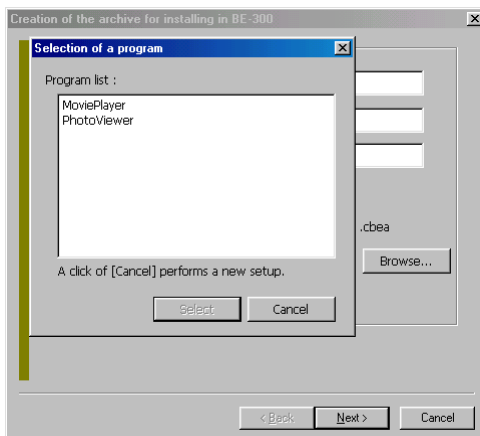 Creation of the archive for installing in BE-300
Selection of a program
Program list :
MoviePlayer
PhotoViewer
.cbea
Browse...
A click of [Cancel] performs a new setup.
Select
Cancel
< Back
Next >
Cancel